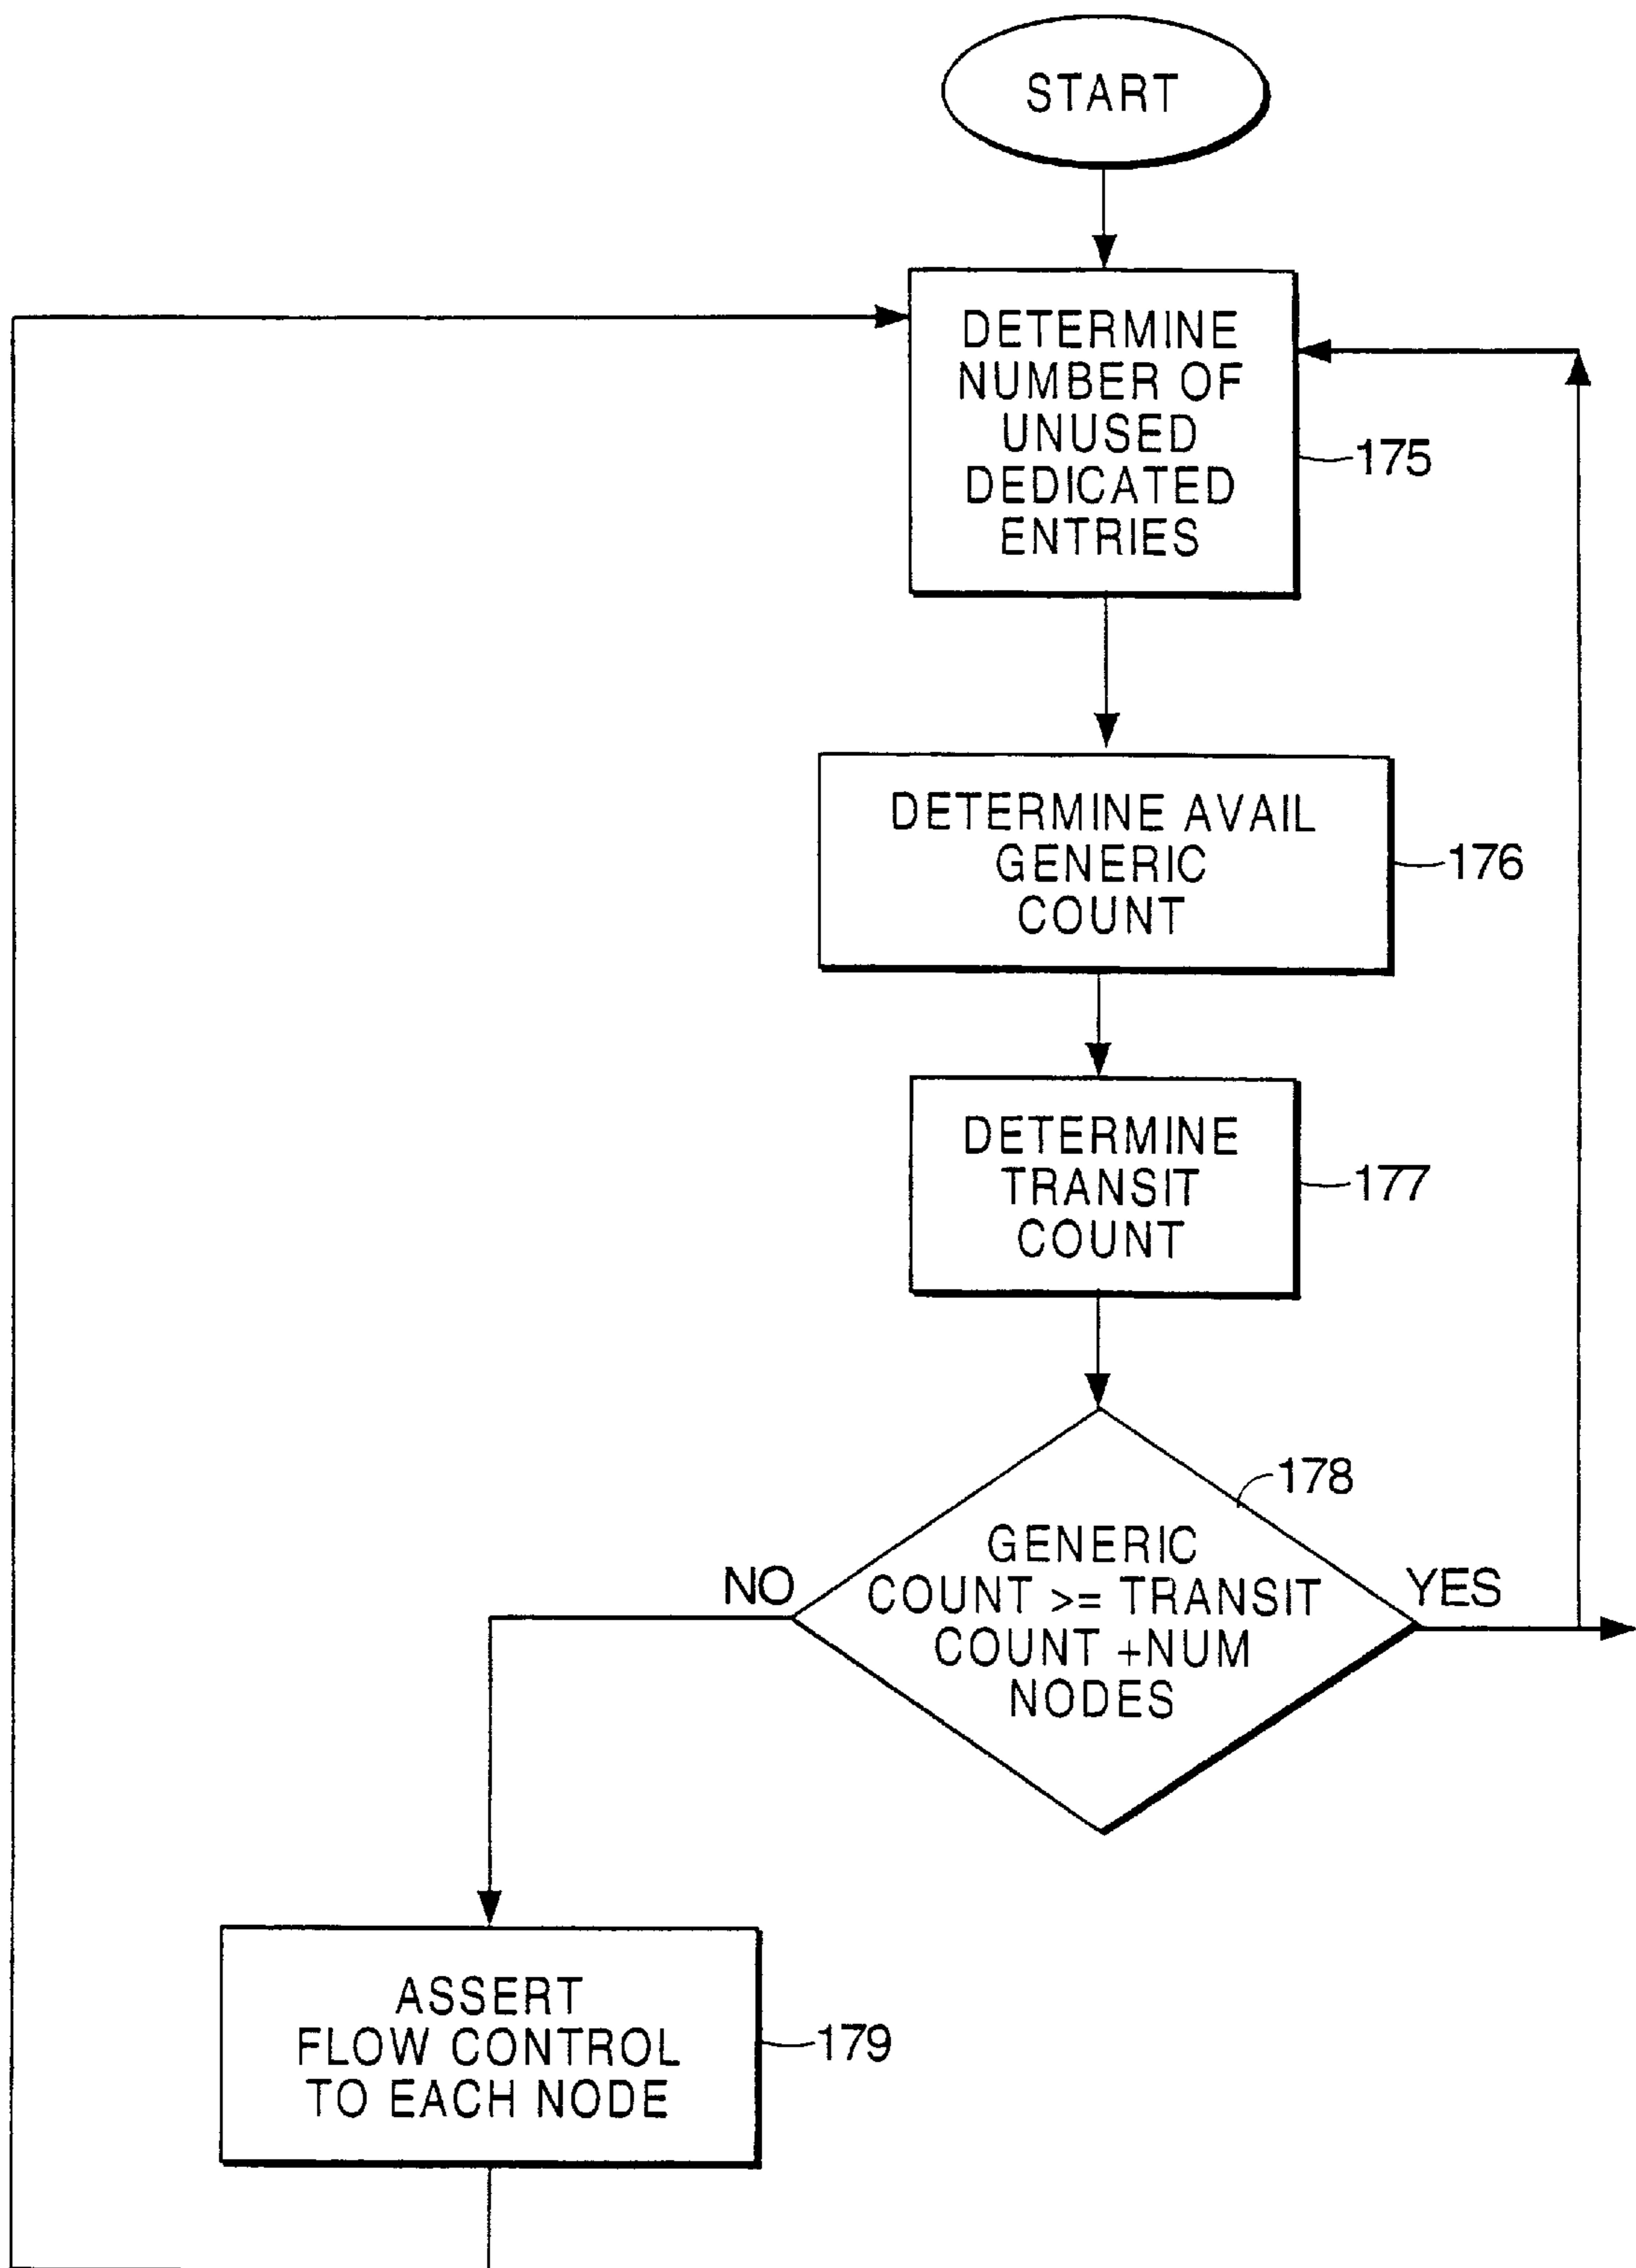 START
DETERMINE
NUMBER OF
UNUSED
DEDICATED
ENTRIES
175
DETERMINE AVAIL
GENERIC
COUNT
176
DETERMINE
TRANSIT
COUNT
177
178
GENERIC
COUNT >= TRANSIT
COUNT +NUM
NODES
NO
YES
ASSERT
FLOW CONTROL
TO EACH NODE
179